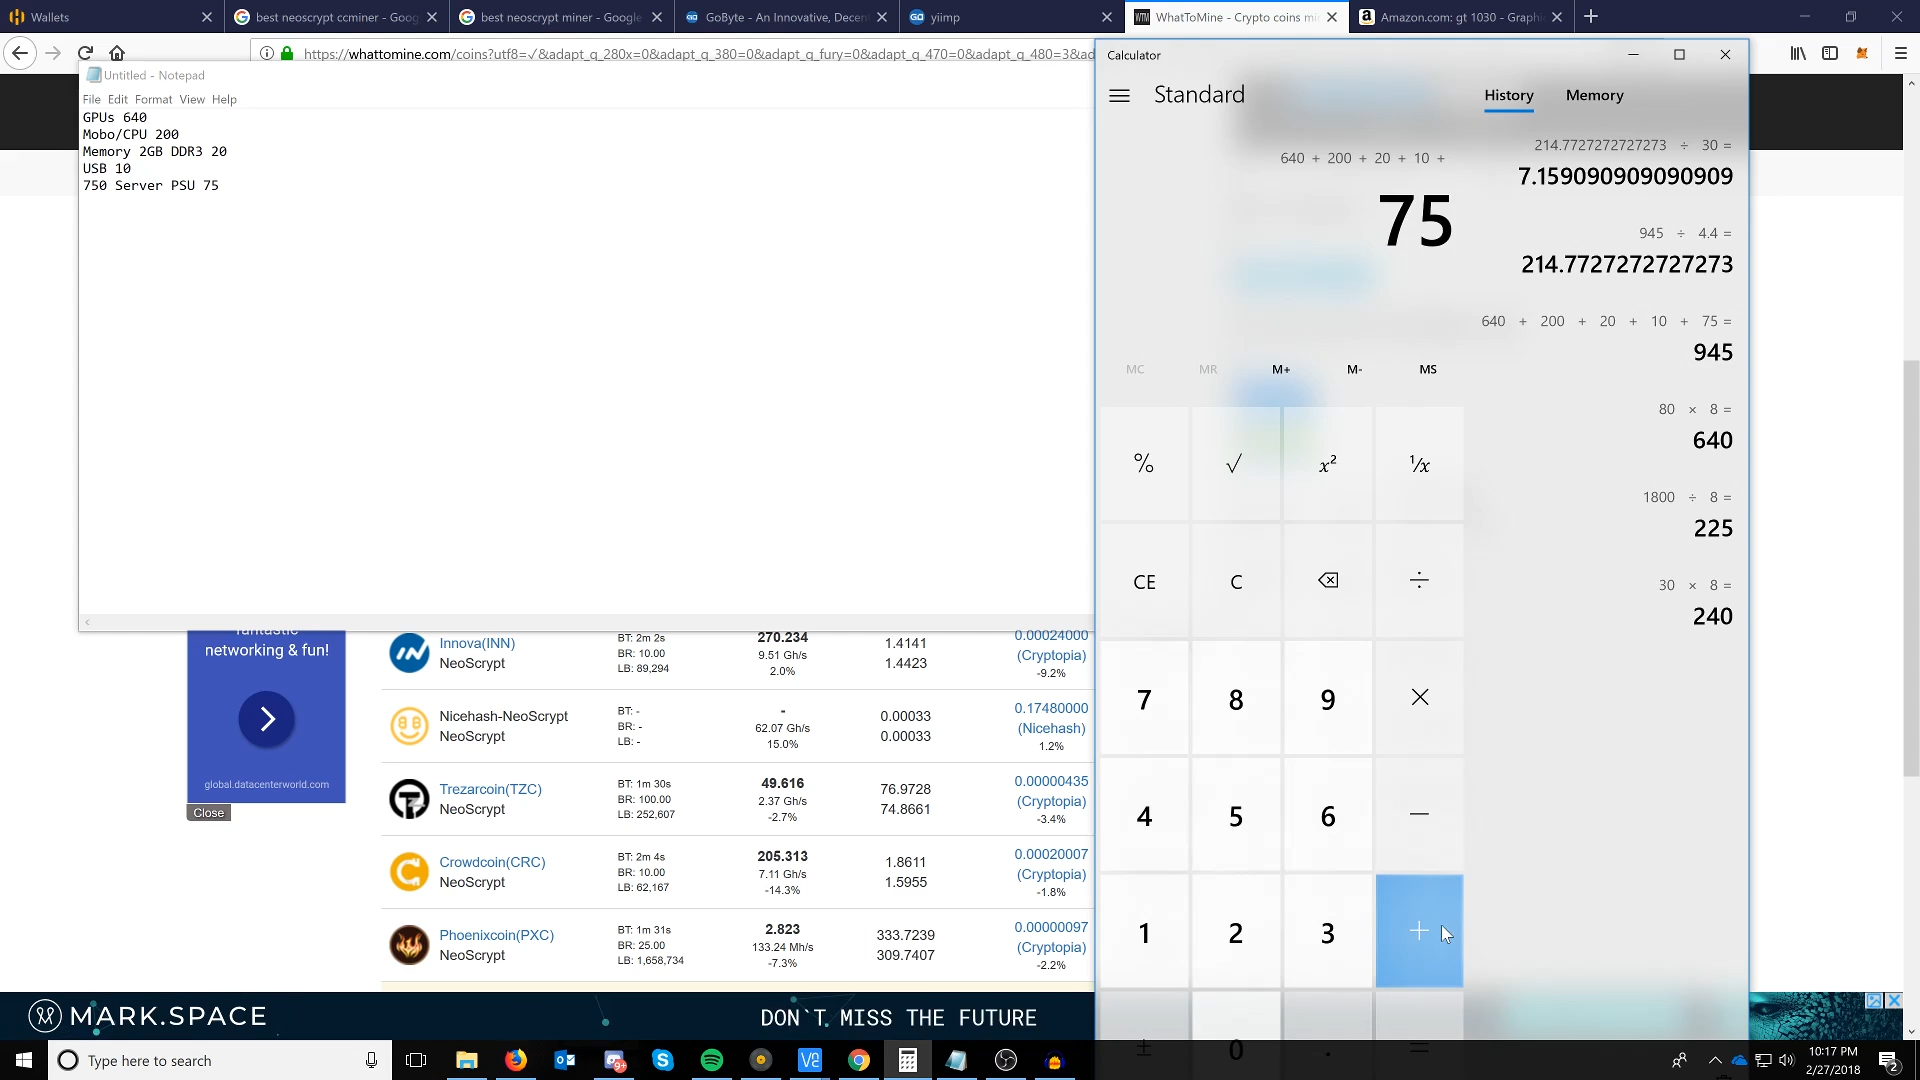 Wallets
best neoscrypt ccminer - Goog
best neoscrypt miner - Google
GoByte - An Innovative, Decen
yiimp
WhatToMine - Crypto coins mi
Amazon.com: gt 1030 - Graphi
https://whattomine.com/coins?utf8=✓&adapt_q_280x=0&adapt_q_380=0&adapt_q_fury=0&adapt_q_470=0&adapt_q_480=3&ad
Untitled - Notepad
File Edit Format View Help
GPUs 640
Mobo/CPU 200
Memory 2GB DDR3 20
USB 10
750 Server PSU 75
Calculator
Standard
History Memory
640 + 200 + 20 + 10 +
75
214.7727272727273 ÷ 30 =
7.159090909090909
945 ÷ 4.4 =
214.7727272727273
640 + 200 + 20 + 10 + 75 =
945
80 × 8 =
640
1800 ÷ 8 =
225
30 × 8 =
240
MC MR M+ M- MS
% √ x² ¹/x
CE C ÷
7 8 9 ×
4 5 6 −
1 2 3 +
± 0 . =
networking & fun!
global.datacenterworld.com
Close
Innova(INN)
NeoScrypt
BT: 2m 2s
BR: 10.00
LB: 89,294
270.234
9.51 Gh/s
2.0%
1.4141
1.4423
0.00024000
(Cryptopia)
-9.2%
Nicehash-NeoScrypt
NeoScrypt
BT: -
BR: -
LB: -
-
62.07 Gh/s
15.0%
0.00033
0.00033
0.17480000
(Nicehash)
1.2%
Trezarcoin(TZC)
NeoScrypt
BT: 1m 30s
BR: 100.00
LB: 252,607
49.616
2.37 Gh/s
-2.7%
76.9728
74.8661
0.00000435
(Cryptopia)
-3.4%
Crowdcoin(CRC)
NeoScrypt
BT: 2m 4s
BR: 10.00
LB: 62,167
205.313
7.11 Gh/s
-14.3%
1.8611
1.5955
0.00020007
(Cryptopia)
-1.8%
Phoenixcoin(PXC)
NeoScrypt
BT: 1m 31s
BR: 25.00
LB: 1,658,734
2.823
133.24 Mh/s
-7.3%
333.7239
309.7407
0.00000097
(Cryptopia)
-2.2%
MARK.SPACE
DON`T MISS THE FUTURE
Type here to search
10:17 PM
2/27/2018